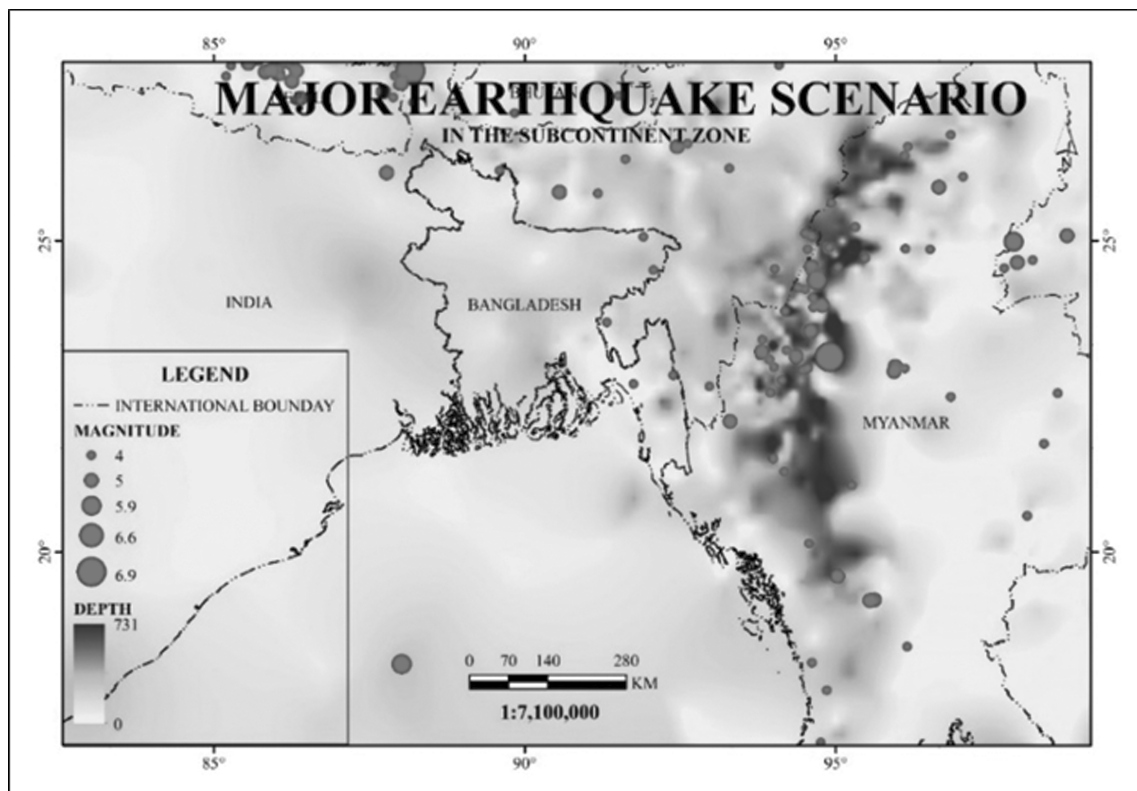 85°
90°
95°
MAJOR EARTHQUAKE SCENARIO
BHUTAN
IN THE SUBCONTINENT ZONE
N
25°
25°
INDIA
BANGLADESH
LEGEND
INTERNATIONAL BOUNDAY
MAGNITUDE
4
5
5.9
6.6
6.9
DEPTH
731
0
MYANMAR
20°
20°
0 70 140 280
KM
1:7,100,000
85°
90°
95°